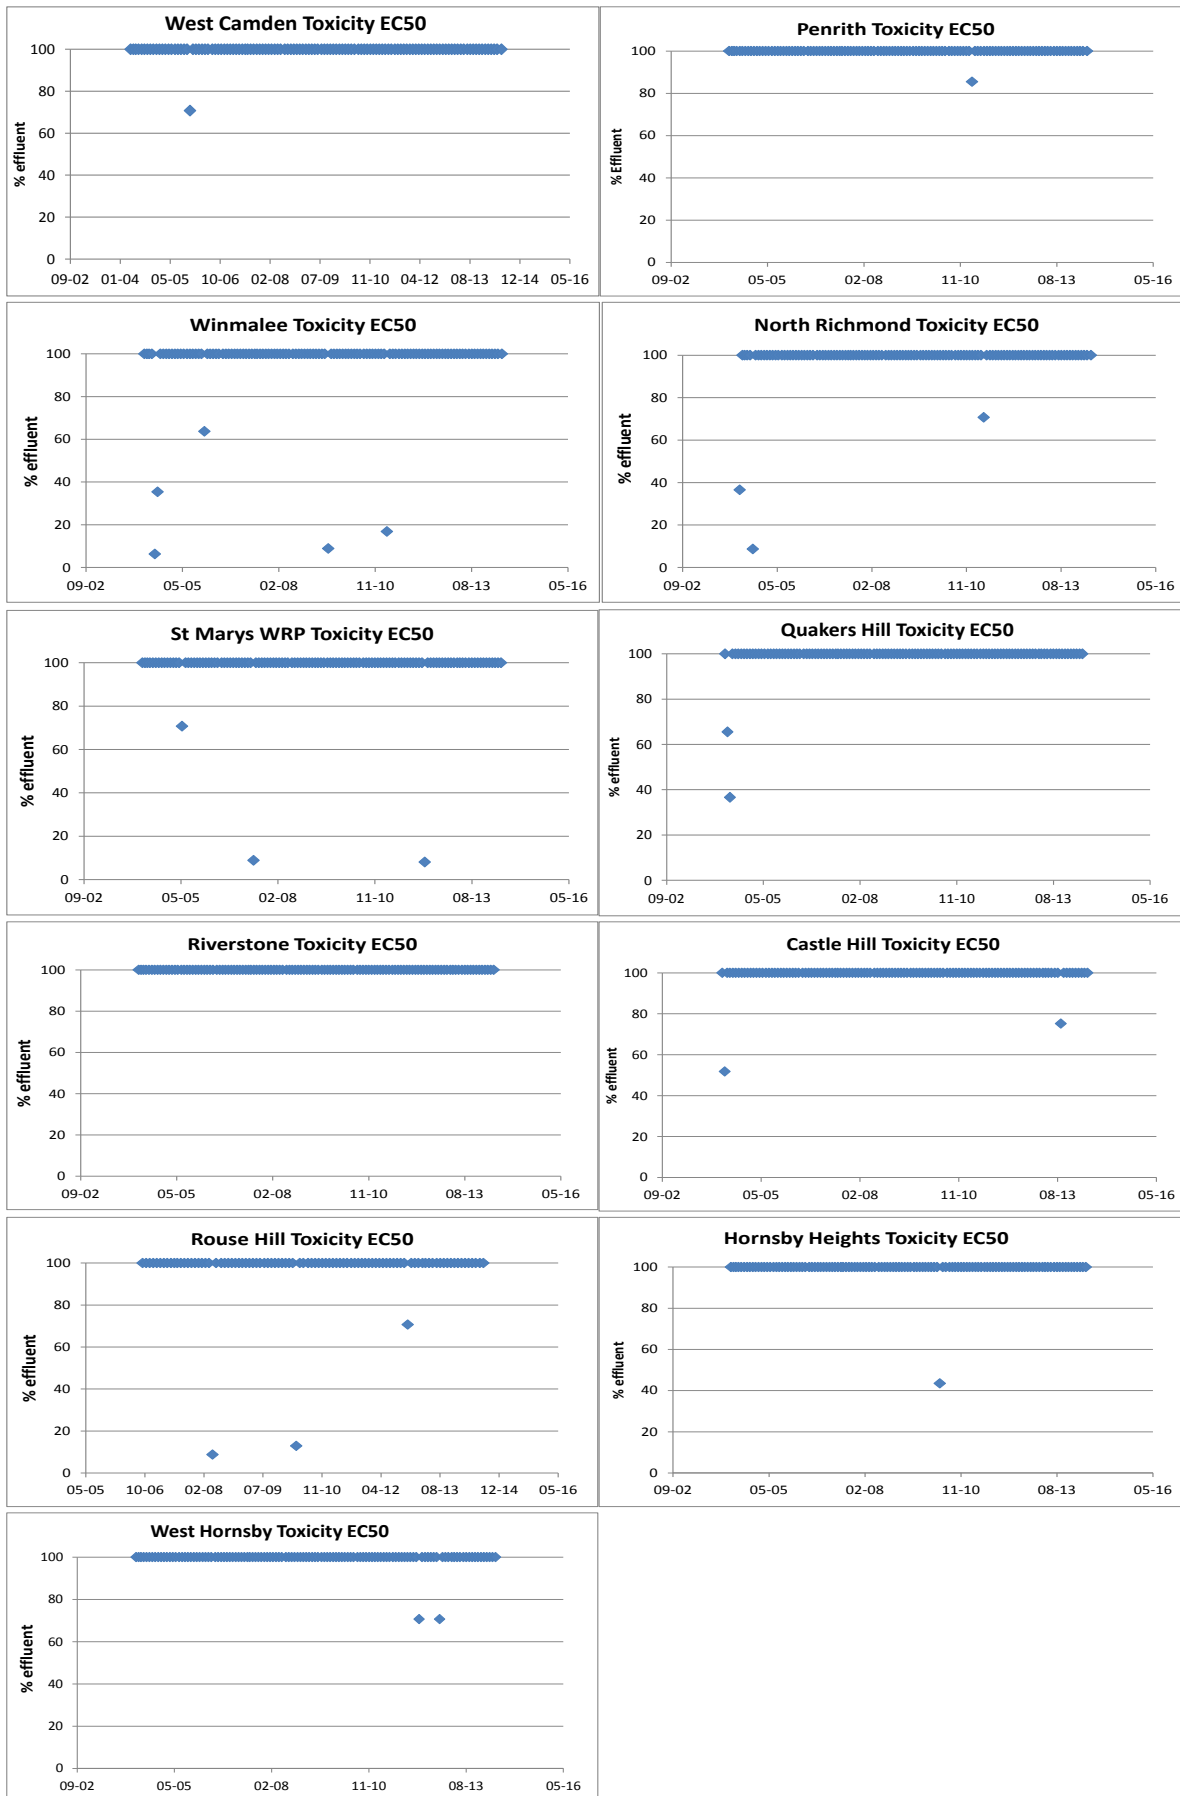 West Camden Toxicity EC50
% effluent
100
80
60
40
20
0
09-02 01-04 05-05 10-06 02-08 07-09 11-10 04-12 08-13 12-14 05-16
Penrith Toxicity EC50
% Effluent
100
80
60
40
20
0
09-02 05-05 02-08 11-10 08-13 05-16
Winmalee Toxicity EC50
% effluent
100
80
60
40
20
0
09-02 05-05 02-08 11-10 08-13 05-16
North Richmond Toxicity EC50
% effluent
100
80
60
40
20
0
09-02 05-05 02-08 11-10 08-13 05-16
St Marys WRP Toxicity EC50
% effluent
100
80
60
40
20
0
09-02 05-05 02-08 11-10 08-13 05-16
Quakers Hill Toxicity EC50
% effluent
100
80
60
40
20
0
09-02 05-05 02-08 11-10 08-13 05-16
Riverstone Toxicity EC50
% effluent
100
80
60
40
20
0
09-02 05-05 02-08 11-10 08-13 05-16
Castle Hill Toxicity EC50
% effluent
100
80
60
40
20
0
09-02 05-05 02-08 11-10 08-13 05-16
Rouse Hill Toxicity EC50
% effluent
100
80
60
40
20
0
05-05 10-06 02-08 07-09 11-10 04-12 08-13 12-14 05-16
Hornsby Heights Toxicity EC50
% effluent
100
80
60
40
20
0
09-02 05-05 02-08 11-10 08-13 05-16
West Hornsby Toxicity EC50
% effluent
100
80
60
40
20
0
09-02 05-05 02-08 11-10 08-13 05-16